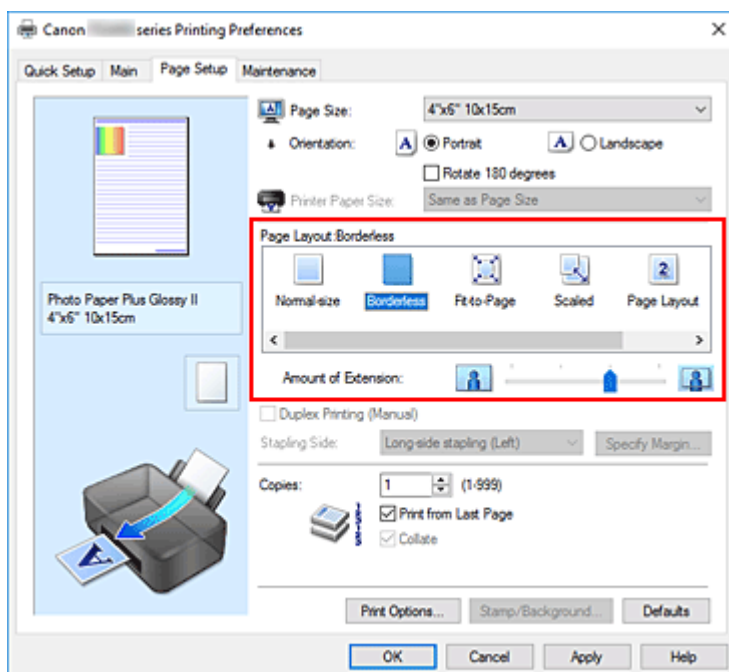 Canon series Printing Preferences
Quick Setup Main Page Setup Maintenance
Page Size: 4"x6" 10x15cm
Orientation: A Portrait A Landscape
Rotate 180 degrees
Printer Paper Size: Same as Page Size
Page Layout:Borderless
2
Normal-size Borderless Fit-to-Page Scaled Page Layout
Photo Paper Plus Glossy II
4"x6" 10x15cm
Amount of Extension:
Duplex Printing (Manual)
Stapling Side: Long-side stapling (Left) Specify Margin...
Copies: 1 (1-999)
Print from Last Page
Collate
A
Print Options... Stamp/Background... Defaults
OK Cancel Apply Help